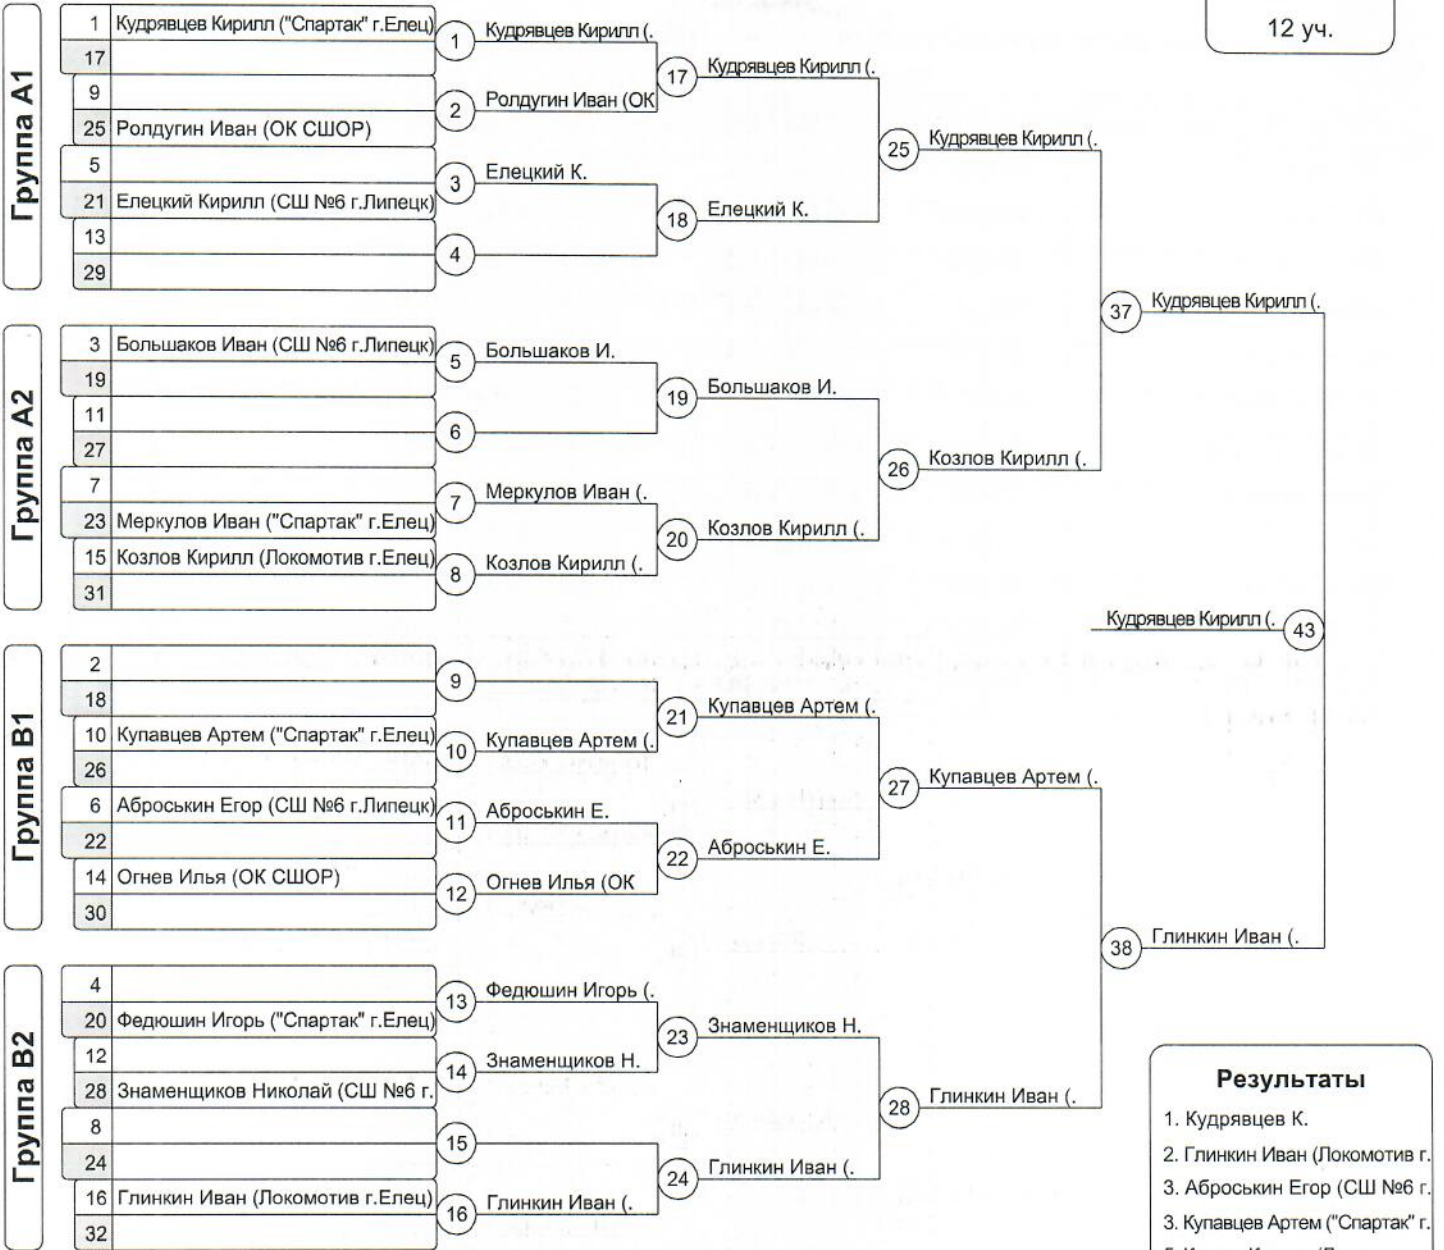 12 уч.
Группа А1
1 Кудрявцев Кирилл ("Спартак" г.Елец)
17
9
25 Ролдугин Иван (ОК СШОР)
5
21 Елецкий Кирилл (СШ №6 г.Липецк)
13
29
1 Кудрявцев Кирилл (.
2 Ролдугин Иван (ОК
3 Елецкий К.
4
17 Кудрявцев Кирилл (.
18 Елецкий К.
25 Кудрявцев Кирилл (.
Группа А2
3 Большаков Иван (СШ №6 г.Липецк)
19
11
27
7
23 Меркулов Иван ("Спартак" г.Елец)
15 Козлов Кирилл (Локомотив г.Елец)
31
5 Большаков И.
6
7 Меркулов Иван (.
8 Козлов Кирилл (.
19 Большаков И.
20 Козлов Кирилл (.
26 Козлов Кирилл (.
37 Кудрявцев Кирилл (.
Кудрявцев Кирилл (. 43
Группа В1
2
18
10 Купавцев Артем ("Спартак" г.Елец)
26
6 Аброськин Егор (СШ №6 г.Липецк)
22
14 Огнев Илья (ОК СШОР)
30
9
10 Купавцев Артем (.
11 Аброськин Е.
12 Огнев Илья (ОК
21 Купавцев Артем (.
22 Аброськин Е.
27 Купавцев Артем (.
Группа В2
4
20 Федюшин Игорь ("Спартак" г.Елец)
12
28 Знаменщиков Николай (СШ №6 г.
8
24
16 Глинкин Иван (Локомотив г.Елец)
32
13 Федюшин Игорь (.
14 Знаменщиков Н.
15
16 Глинкин Иван (.
23 Знаменщиков Н.
24 Глинкин Иван (.
28 Глинкин Иван (.
38 Глинкин Иван (.
Результаты
1. Кудрявцев К.
2. Глинкин Иван (Локомотив г.
3. Аброськин Егор (СШ №6 г.
3. Купавцев Артем ("Спартак" г.